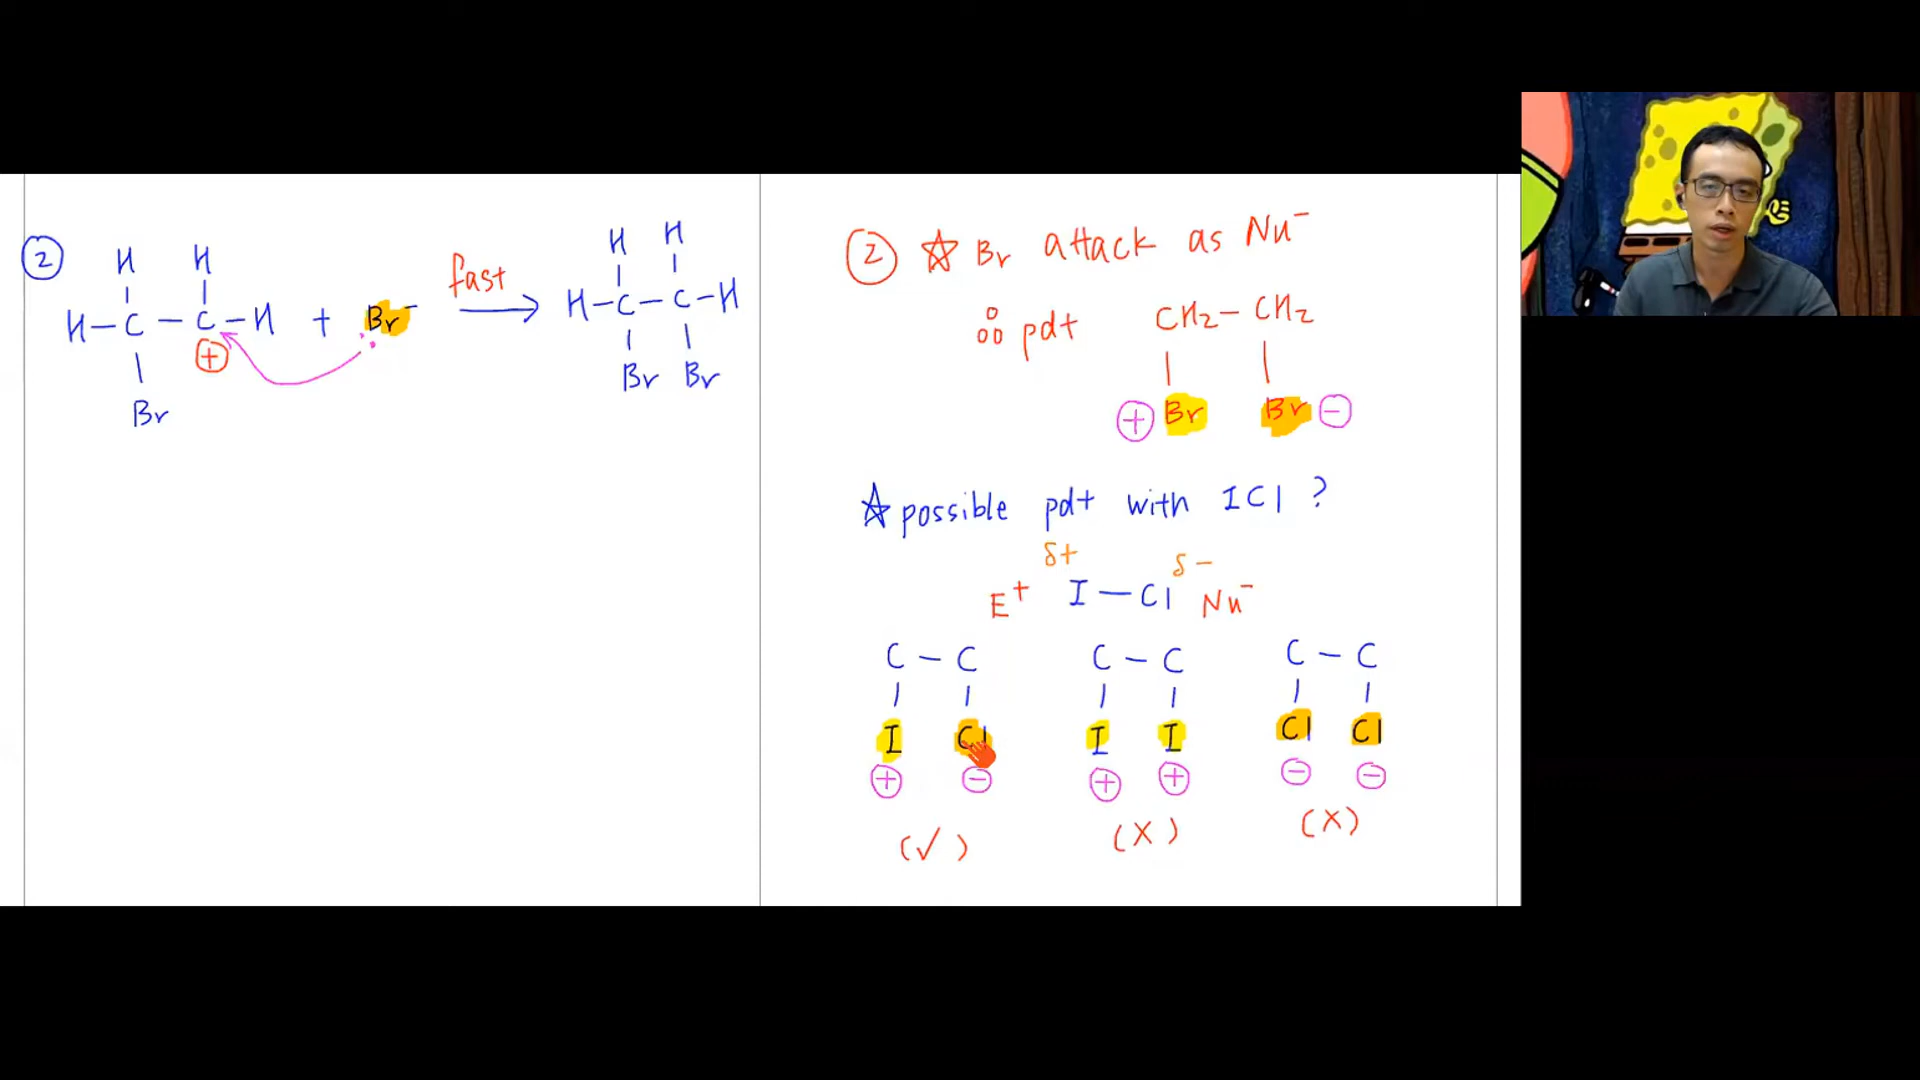 ②
H H
H-C-C-H + Br⁻ fast → H-C-C-H
⊕
Br
H H
Br Br
② ☆ Br attack as Nu⁻
∴ pdt CH₂-CH₂
⊕ Br Br ⊖
☆ possible pdt with ICl ?
δ+ δ-
E⁺ I-Cl Nu⁻
C-C C-C C-C
I Cl I I Cl Cl
⊕ ⊖ ⊕ ⊕ ⊖ ⊖
(✓) (X) (X)